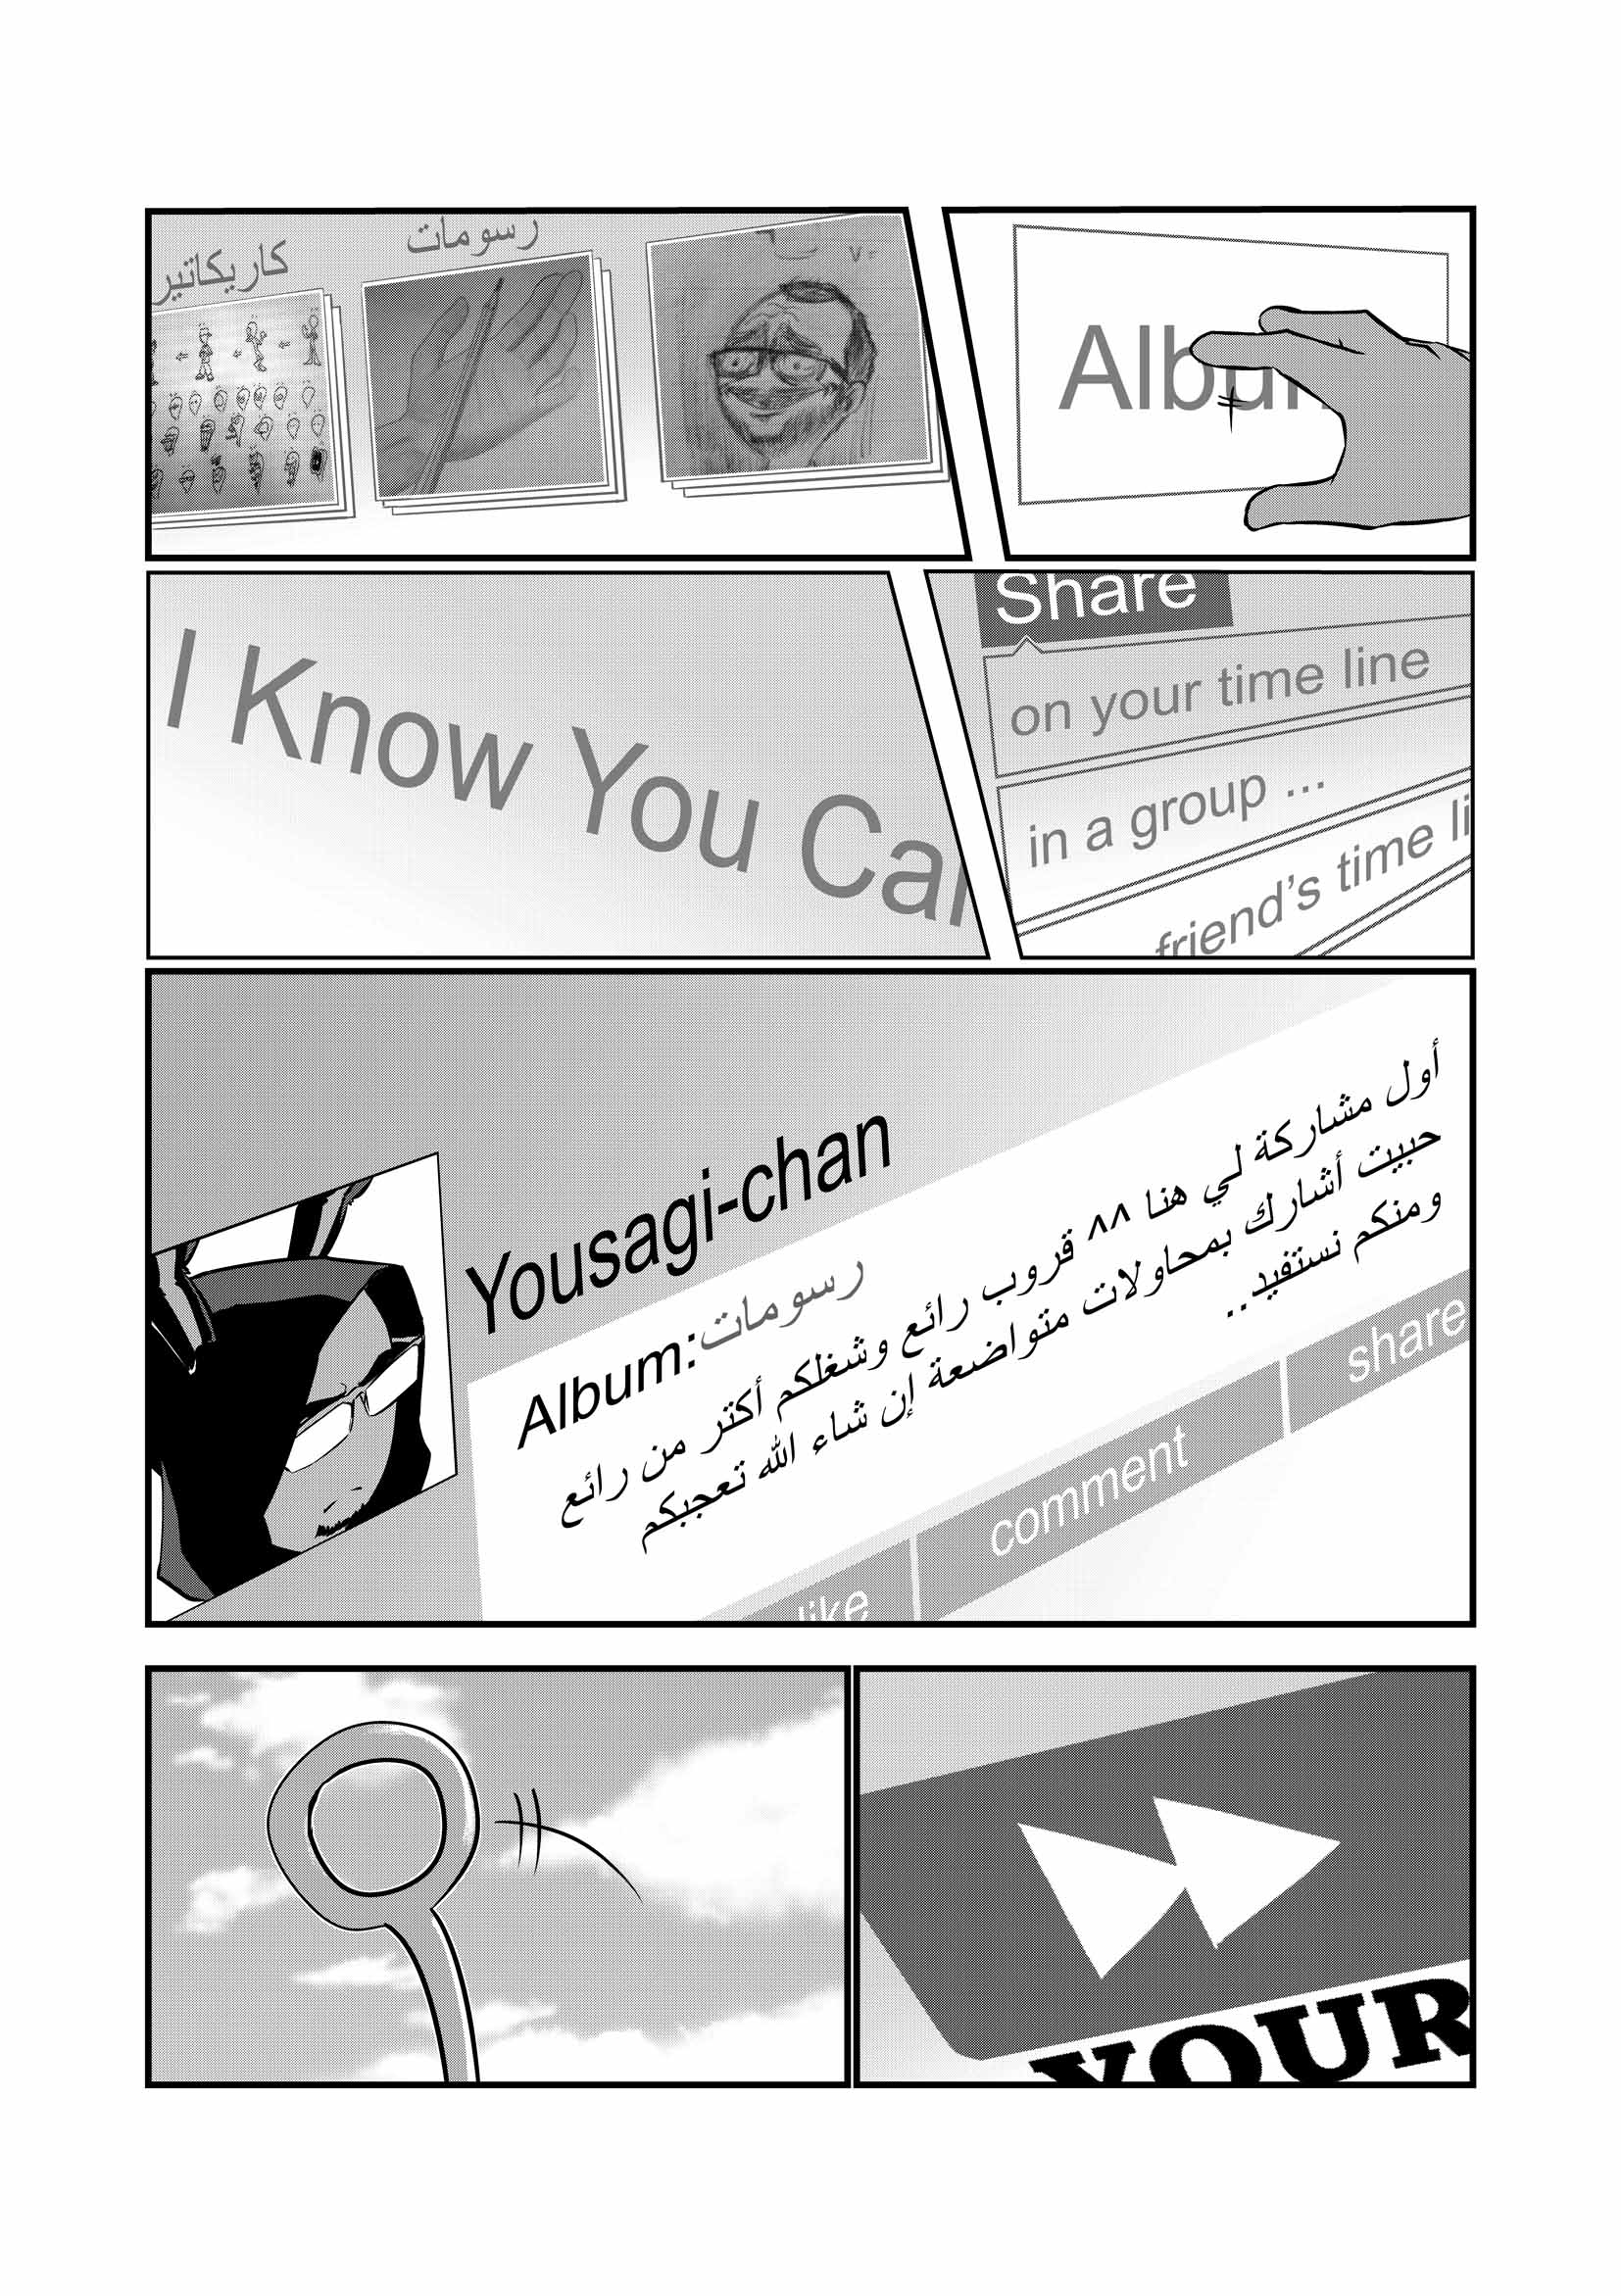 Album
رسومات
كاريكاتير
Share
on your time line
in a group ...
friend's time li
I Know You Can
Yousagi-chan
Album:رسومات
أول مشاركة لي هنا ^^ قروب رائع وشغلكم أكتر من رائع
حبيت أشارك بمحاولات متواضعة إن شاء الله تعجبكم
ومنكم نستفيد..
like
comment
share
YOUR